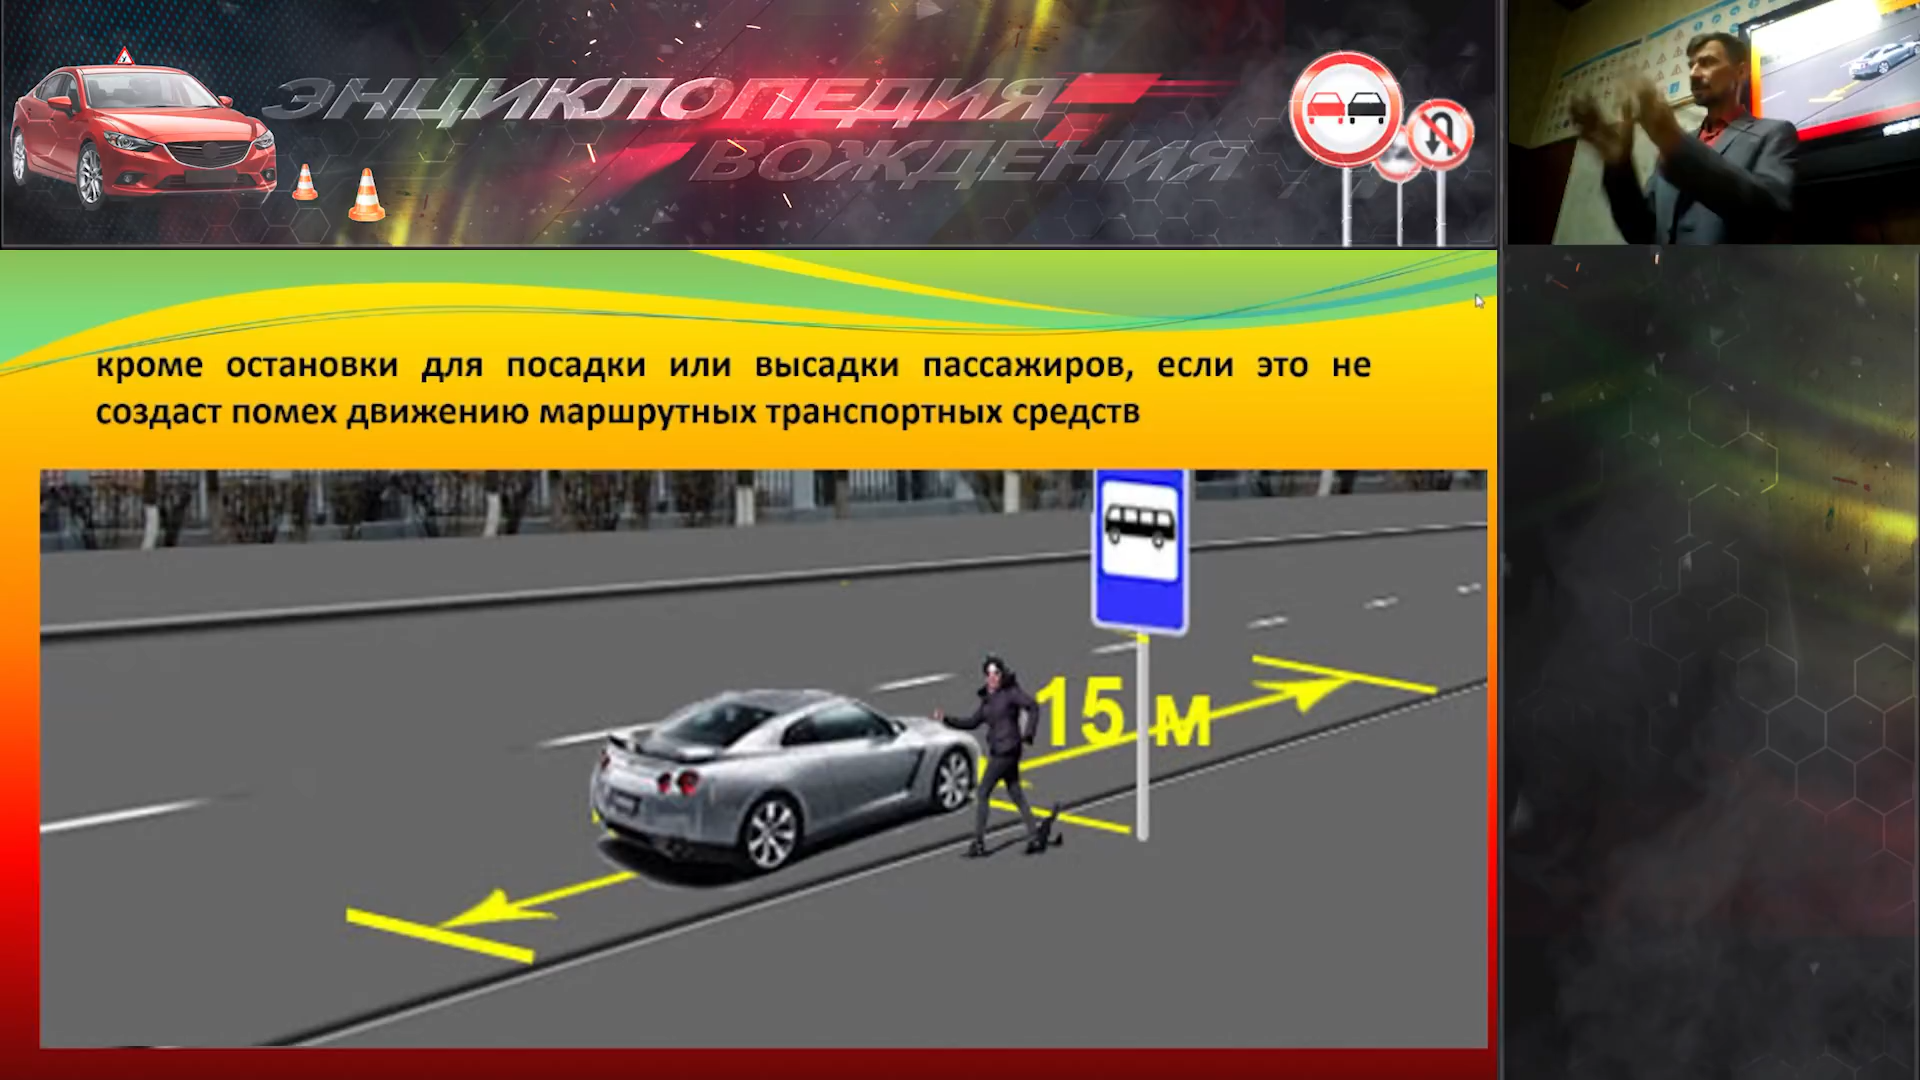 ЭНЦИКЛОПЕДИЯ
ВОЖДЕНИЯ
кроме остановки для посадки или высадки пассажиров, если это не
создаст помех движению маршрутных транспортных средств
15 м